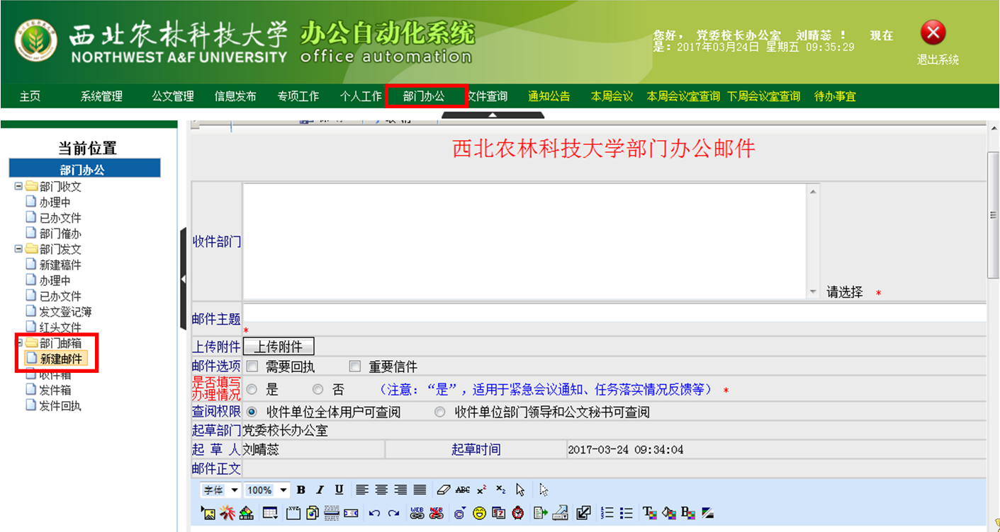 西北农林科技大学 办公自动化系统
NORTHWEST A&F UNIVERSITY office automation
您好， 党委校长办公室 刘晴蕊 ！ 现在
是：2017年03月24日 星期五 09:35:29
退出系统
主页 系统管理 公文管理 信息发布 专项工作 个人工作 部门办公 文件查询 通知公告 本周会议 本周会议室查询 下周会议室查询 待办事宜
当前位置
部门办公
部门收文
办理中
已办文件
部门催办
部门发文
新建稿件
办理中
已办文件
发文登记簿
红头文件
部门邮箱
新建邮件
收件箱
发件箱
发件回执
西北农林科技大学部门办公邮件
收件部门
请选择 *
邮件主题
*
上传附件 上传附件
邮件选项 需要回执 重要信件
是否填写
办理情况 是 否 （注意：“是”，适用于紧急会议通知、任务落实情况反馈等） *
查阅权限 收件单位全体用户可查阅 收件单位部门领导和公文秘书可查阅
起草部门 党委校长办公室
起 草 人 刘晴蕊 起草时间 2017-03-24 09:34:04
邮件正文
字体 100% B I U ABC x² x₂